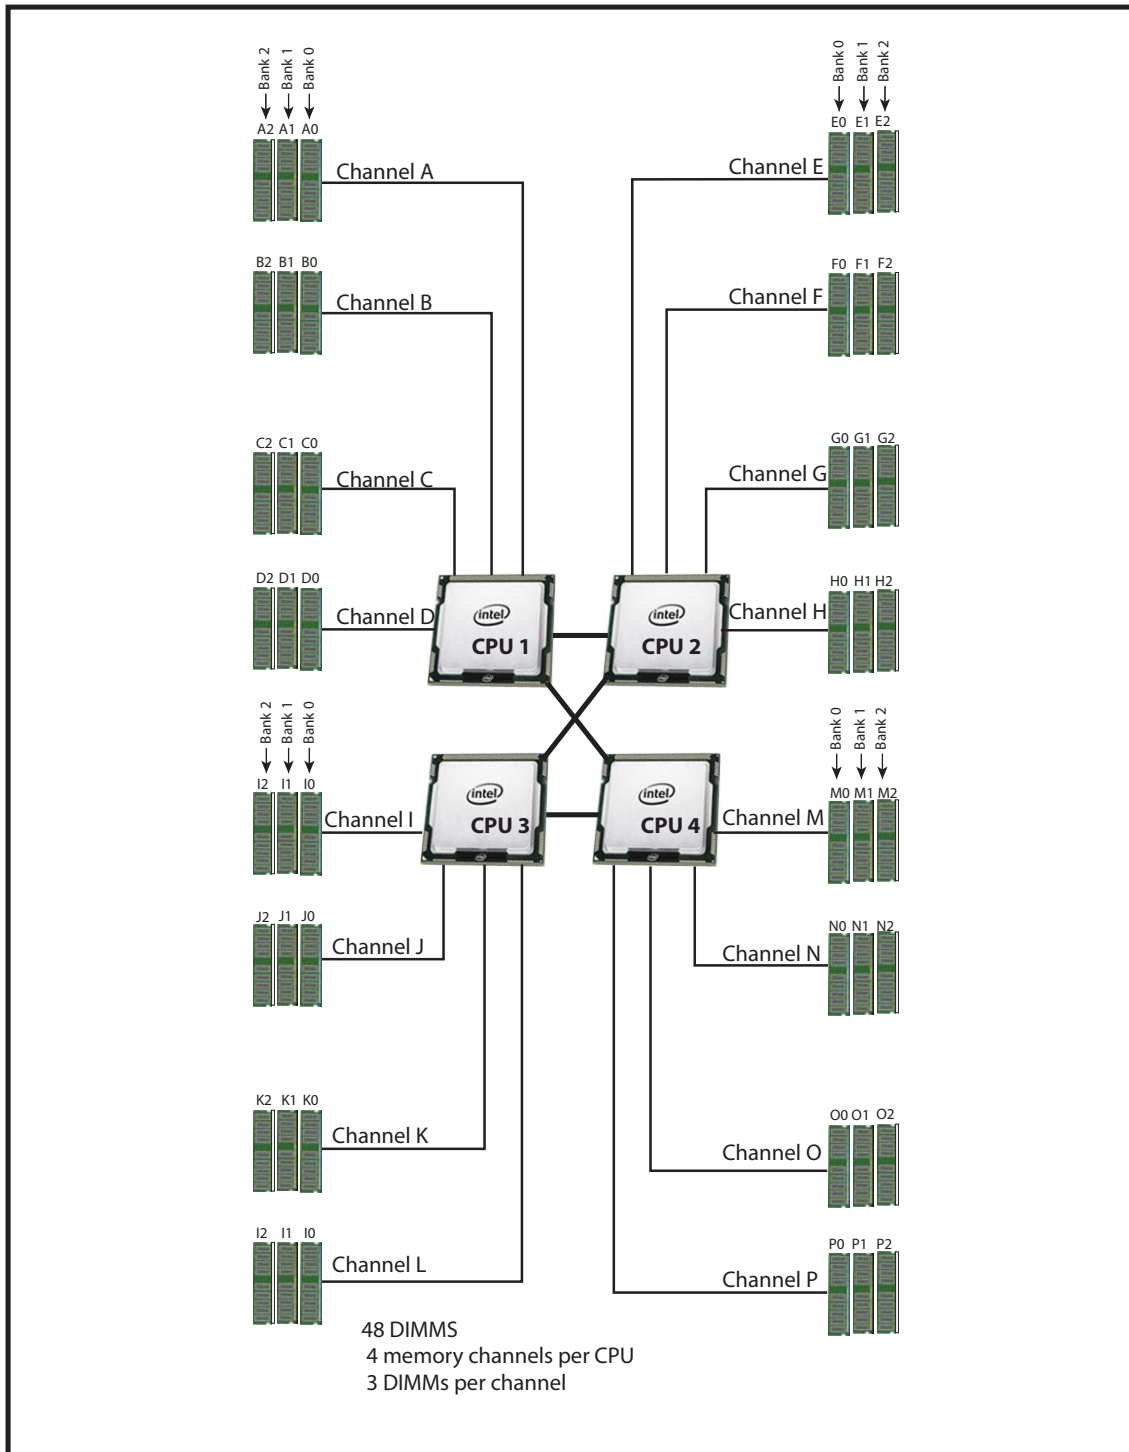 Bank 2 Bank 1 Bank 0
A2 A1 A0
Channel A
B2 B1 B0
Channel B
C2 C1 C0
Channel C
D2 D1 D0
Channel D
Bank 0 Bank 1 Bank 2
E0 E1 E2
Channel E
F0 F1 F2
Channel F
G0 G1 G2
Channel G
H0 H1 H2
Channel H
intel
CPU 1
intel
CPU 2
Bank 2 Bank 1 Bank 0
I2 I1 I0
Channel I
J2 J1 J0
Channel J
K2 K1 K0
Channel K
I2 I1 I0
Channel L
intel
CPU 3
intel
CPU 4
Bank 0 Bank 1 Bank 2
M0 M1 M2
Channel M
N0 N1 N2
Channel N
O0 O1 O2
Channel O
P0 P1 P2
Channel P
48 DIMMS
4 memory channels per CPU
3 DIMMs per channel